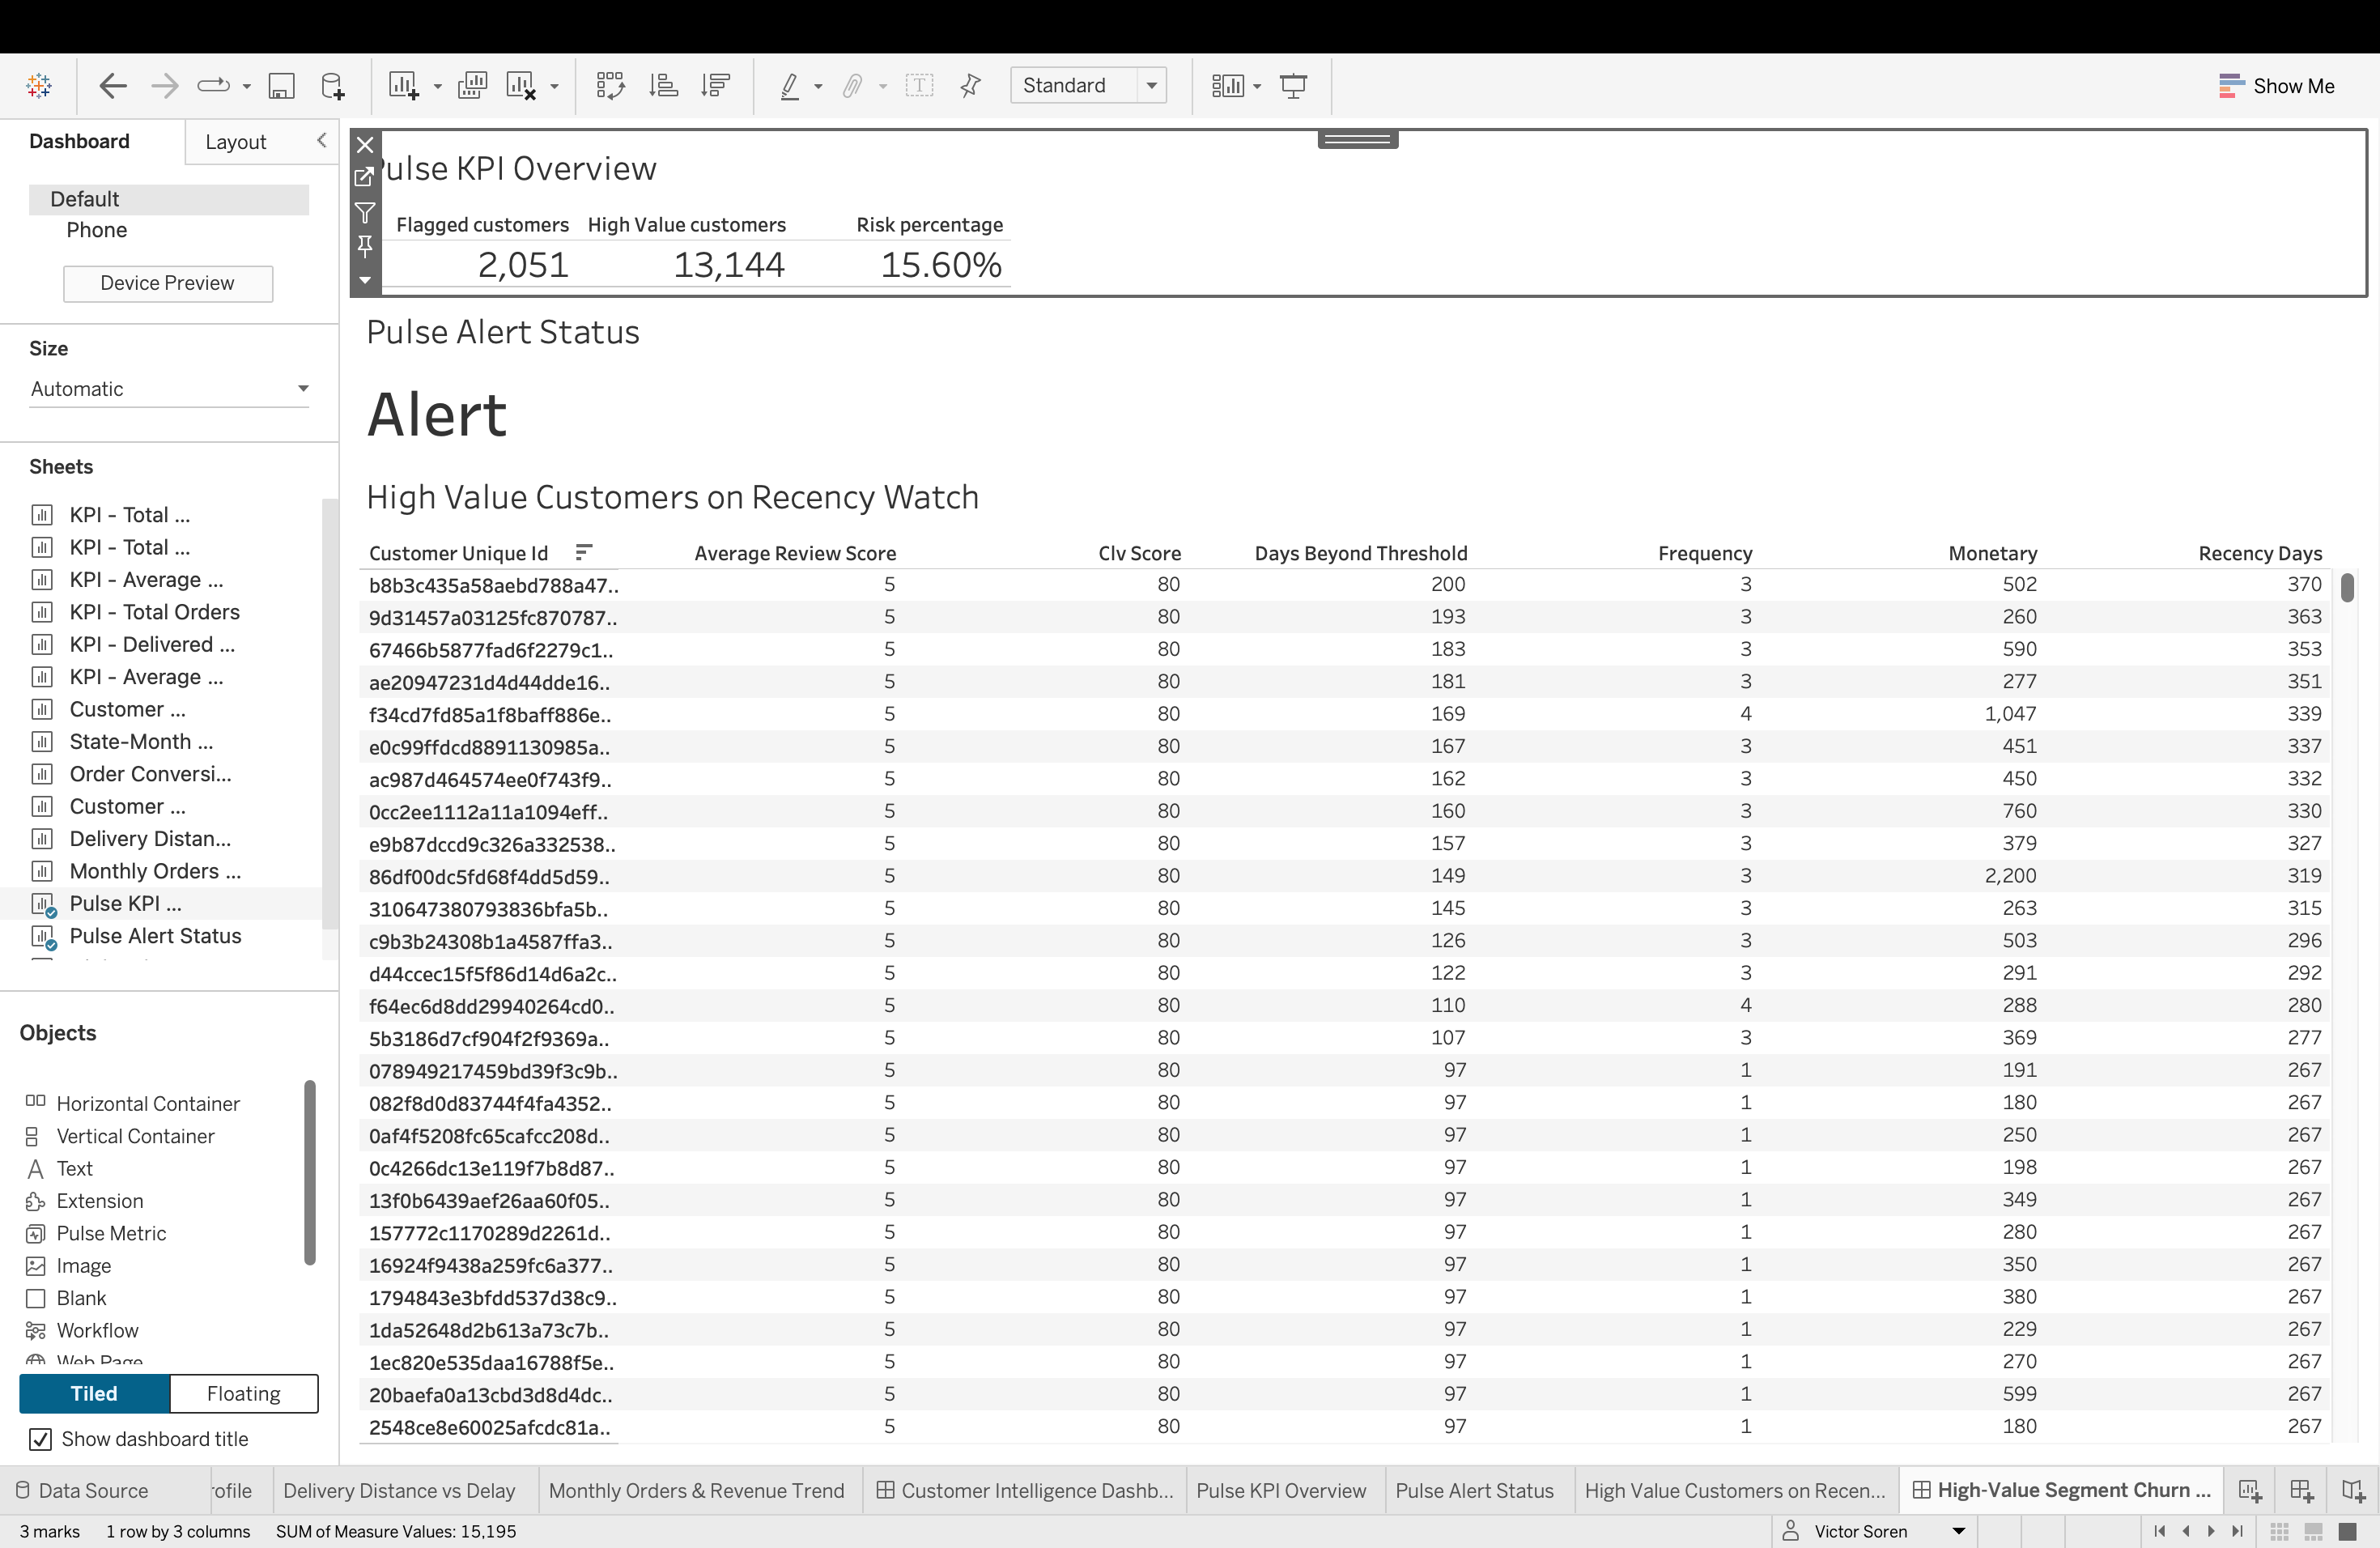 Standard
Show Me
Dashboard
Layout
Default
Phone
Device Preview
Size
Automatic
Sheets
KPI - Total ...
KPI - Total ...
KPI - Average ...
KPI - Total Orders
KPI - Delivered ...
KPI - Average ...
Customer ...
State-Month ...
Order Conversi...
Customer ...
Delivery Distan...
Monthly Orders ...
Pulse KPI ...
Pulse Alert Status
Objects
Horizontal Container
Vertical Container
Text
Extension
Pulse Metric
Image
Blank
Workflow
Web Page
Tiled Floating
Show dashboard title
Pulse KPI Overview
Flagged customers High Value customers Risk percentage
2,051 13,144 15.60%
Pulse Alert Status
Alert
High Value Customers on Recency Watch
Customer Unique Id Average Review Score Clv Score Days Beyond Threshold Frequency Monetary Recency Days
b8b3c435a58aebd788a47.. 5 80 200 3 502 370
9d31457a03125fc870787.. 5 80 193 3 260 363
67466b5877fad6f2279c1.. 5 80 183 3 590 353
ae20947231d4d44dde16.. 5 80 181 3 277 351
f34cd7fd85a1f8baff886e.. 5 80 169 4 1,047 339
e0c99ffdcd8891130985a.. 5 80 167 3 451 337
ac987d464574ee0f743f9.. 5 80 162 3 450 332
0cc2ee1112a11a1094eff.. 5 80 160 3 760 330
e9b87dccd9c326a332538.. 5 80 157 3 379 327
86df00dc5fd68f4dd5d59.. 5 80 149 3 2,200 319
310647380793836bfa5b.. 5 80 145 3 263 315
c9b3b24308b1a4587ffa3.. 5 80 126 3 503 296
d44ccec15f5f86d14d6a2c.. 5 80 122 3 291 292
f64ec6d8dd29940264cd0.. 5 80 110 4 288 280
5b3186d7cf904f2f9369a.. 5 80 107 3 369 277
078949217459bd39f3c9b.. 5 80 97 1 191 267
082f8d0d83744f4fa4352.. 5 80 97 1 180 267
0af4f5208fc65cafcc208d.. 5 80 97 1 250 267
0c4266dc13e119f7b8d87.. 5 80 97 1 198 267
13f0b6439aef26aa60f05.. 5 80 97 1 349 267
157772c1170289d2261d.. 5 80 97 1 280 267
16924f9438a259fc6a377.. 5 80 97 1 350 267
1794843e3bfdd537d38c9.. 5 80 97 1 380 267
1da52648d2b613a73c7b.. 5 80 97 1 229 267
1ec820e535daa16788f5e.. 5 80 97 1 270 267
20baefa0a13cbd3d8d4dc.. 5 80 97 1 599 267
2548ce8e60025afcdc81a.. 5 80 97 1 180 267
Data Source ofile Delivery Distance vs Delay Monthly Orders & Revenue Trend Customer Intelligence Dashb... Pulse KPI Overview Pulse Alert Status High Value Customers on Recen... High-Value Segment Churn ...
3 marks 1 row by 3 columns SUM of Measure Values: 15,195 Victor Soren